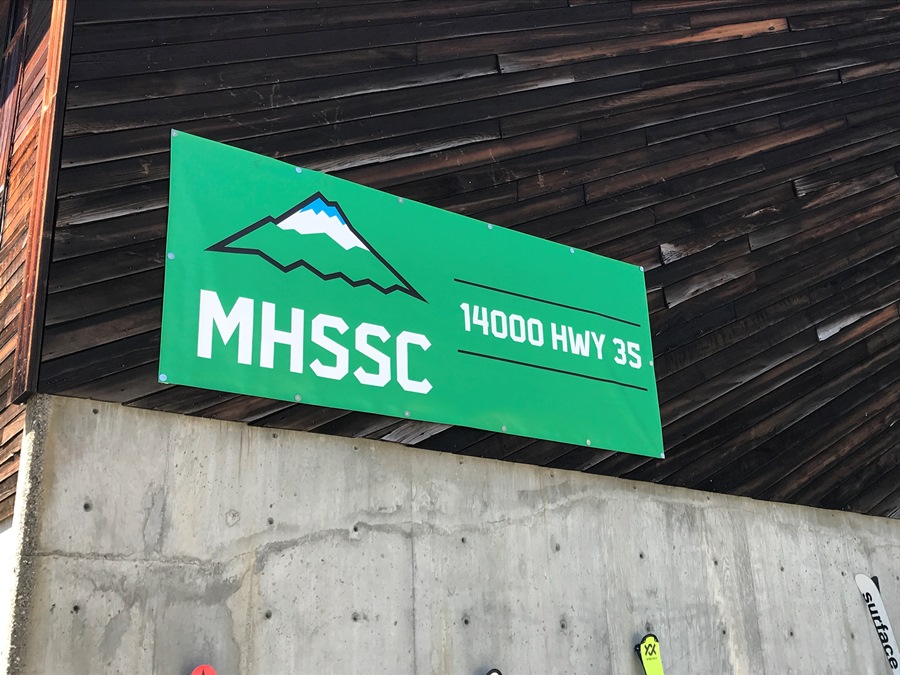 MHSSC
14000 HWY 35
surface